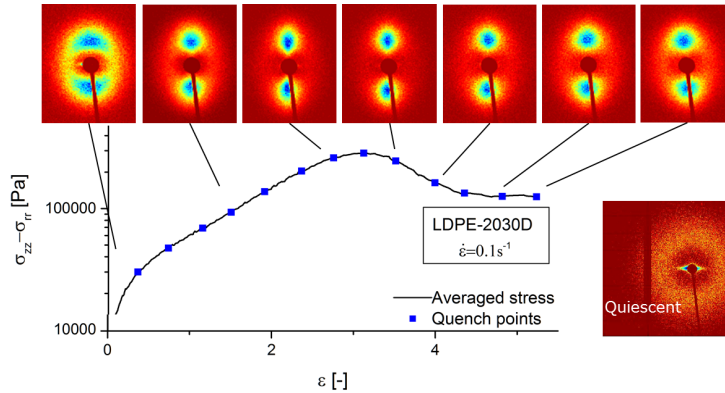 σzz−σrr [Pa]
100000
10000
LDPE-2030D
ε̇=0.1s⁻¹
Averaged stress
Quench points
Quiescent
0 2 4
ε [-]